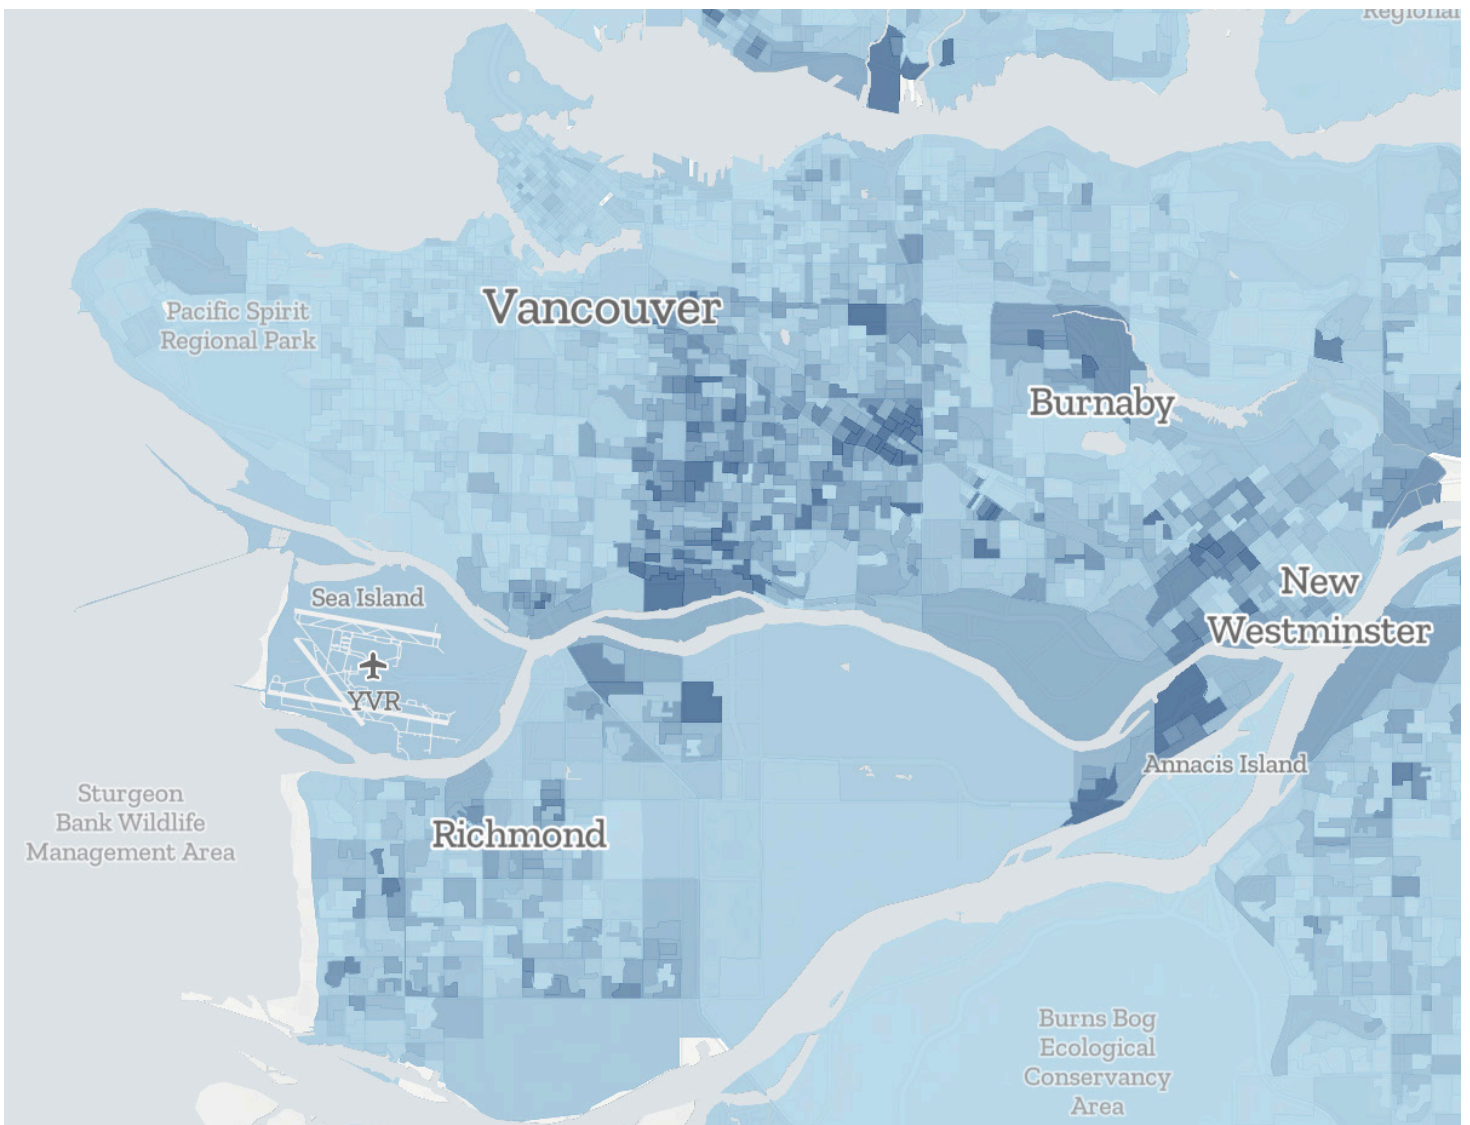 Regional
Pacific Spirit
Regional Park
Vancouver
Burnaby
New
Westminster
Sea Island
YVR
Annacis Island
Sturgeon
Bank Wildlife
Management Area
Richmond
Burns Bog
Ecological
Conservancy
Area